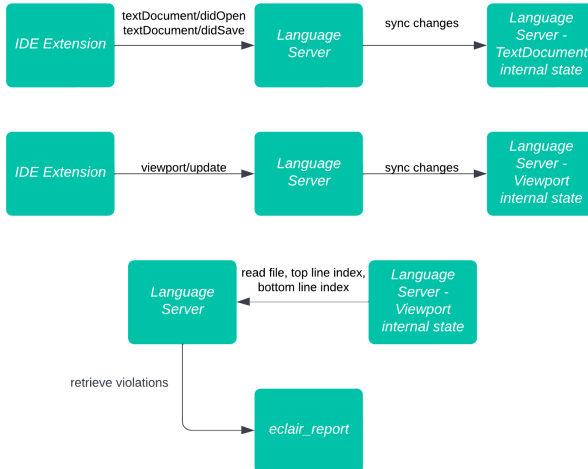 IDE Extension
textDocument/didOpen
textDocument/didSave
Language
Server
sync changes
Language
Server -
TextDocument
internal state
IDE Extension
viewport/update
Language
Server
sync changes
Language
Server -
Viewport
internal state
Language
Server
read file, top line index,
bottom line index
Language
Server -
Viewport
internal state
retrieve violations
eclair_report